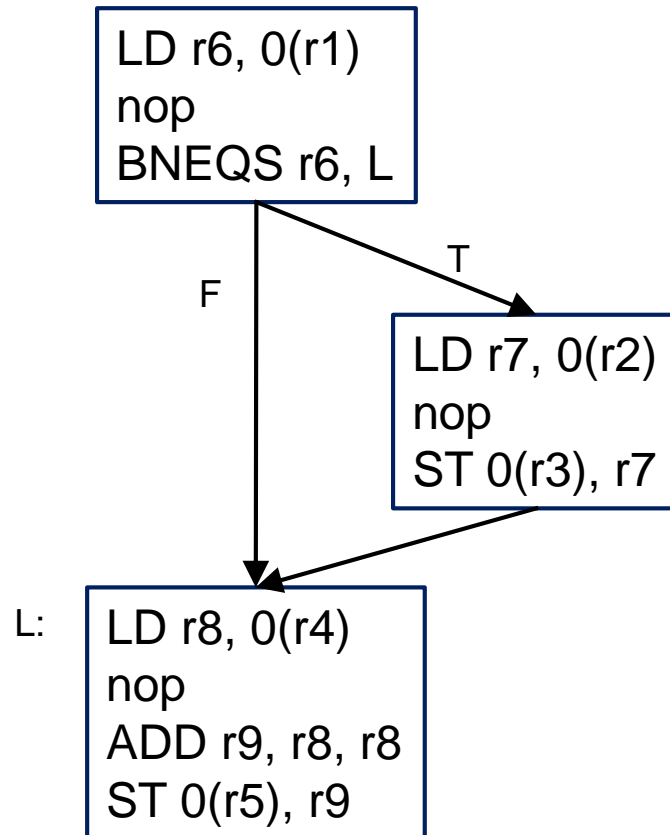 LD r6, 0(r1)
nop
BNEQS r6, L
T
F
LD r7, 0(r2)
nop
ST 0(r3), r7
L:
LD r8, 0(r4)
nop
ADD r9, r8, r8
ST 0(r5), r9